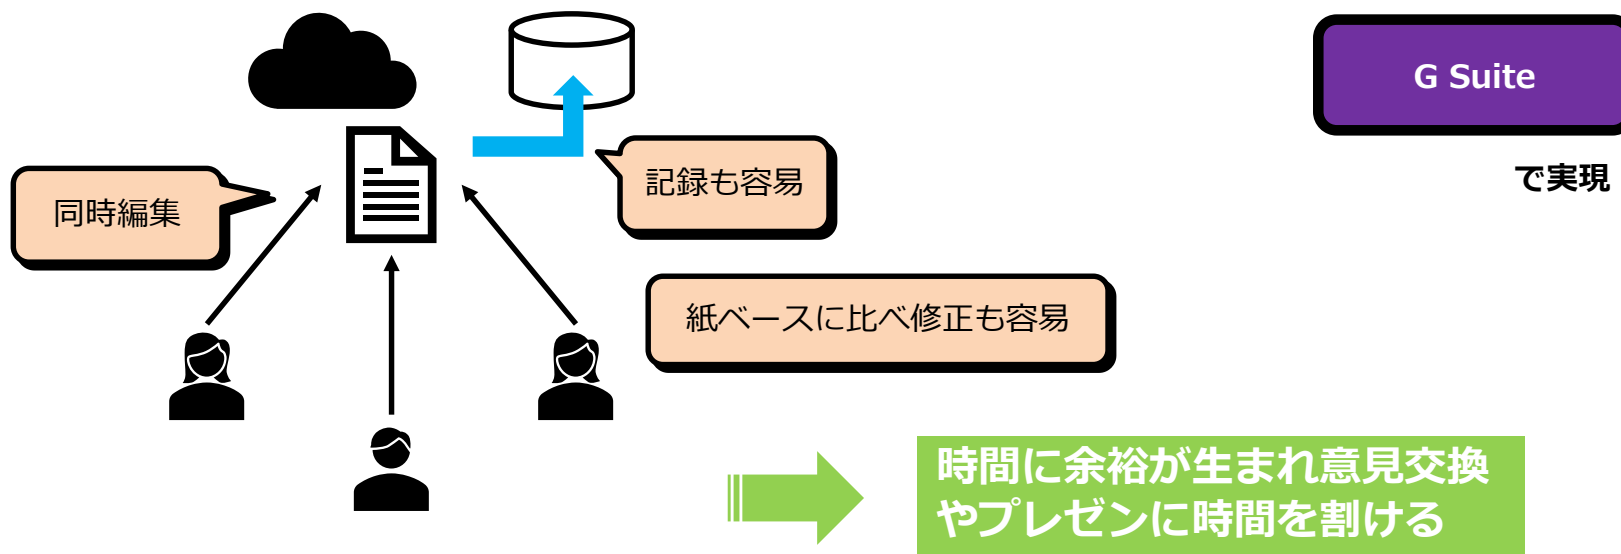 G Suite
で実現
記録も容易
同時編集
紙ベースに比べ修正も容易
時間に余裕が生まれ意見交換
やプレゼンに時間を割ける